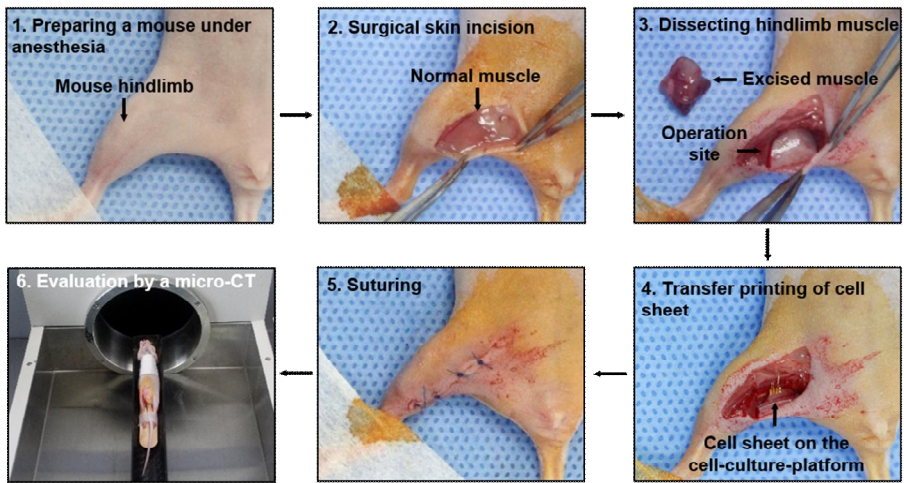 1. Preparing a mouse under
anesthesia
Mouse hindlimb
2. Surgical skin incision
Normal muscle
3. Dissecting hindlimb muscle
Excised muscle
Operation
site
4. Transfer printing of cell
sheet
Cell sheet on the
cell-culture-platform
5. Suturing
6. Evaluation by a micro-CT